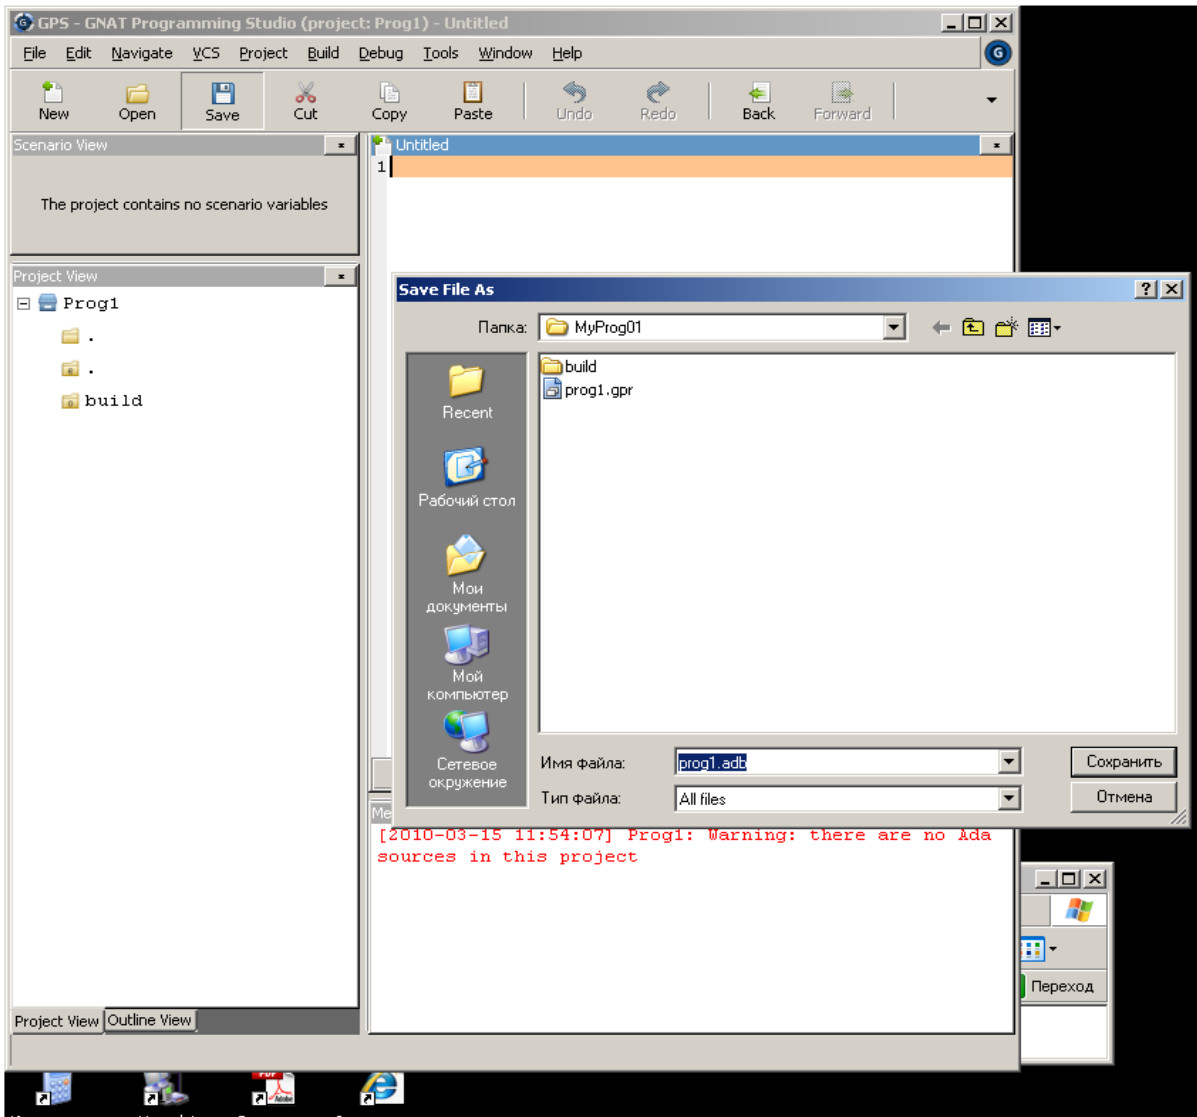 GPS - GNAT Programming Studio (project: Prog1) - Untitled
File Edit Navigate VCS Project Build Debug Tools Window Help
New Open Save Cut Copy Paste Undo Redo Back Forward
Scenario View
Untitled
1
The project contains no scenario variables
Project View
Prog1
.
.
build
Save File As
Папка: MyProg01
build
prog1.gpr
Recent
Рабочий стол
Мои
документы
Мой
компьютер
Сетевое
окружение
Имя файла: prog1.adb Сохранить
Тип файла: All files Отмена
[2010-03-15 11:54:07] Prog1: Warning: there are no Ada
sources in this project
Переход
Project View Outline View
PDF
Adobe